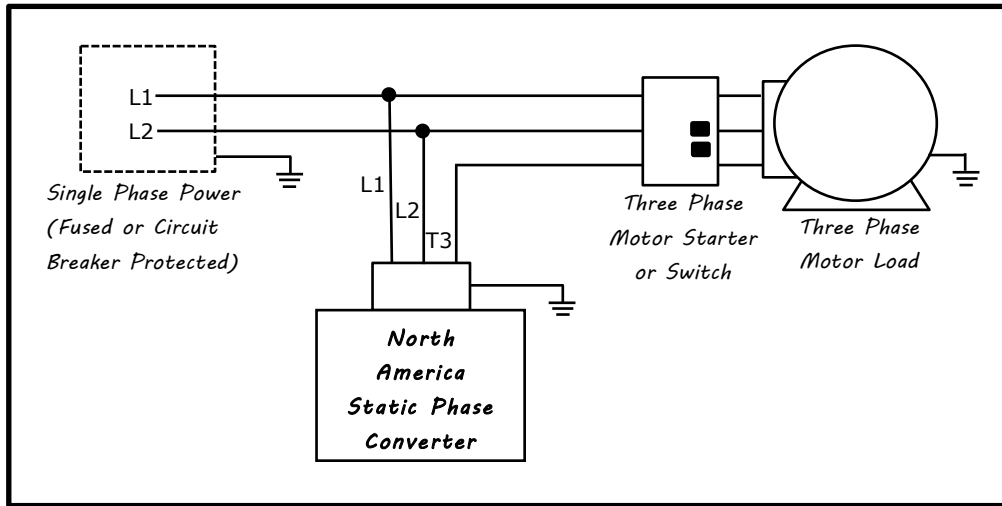 L1
L2
Single Phase Power
(Fused or Circuit
Breaker Protected)
L1
L2
T3
North
America
Static Phase
Converter
Three Phase
Motor Starter
or Switch
Three Phase
Motor Load